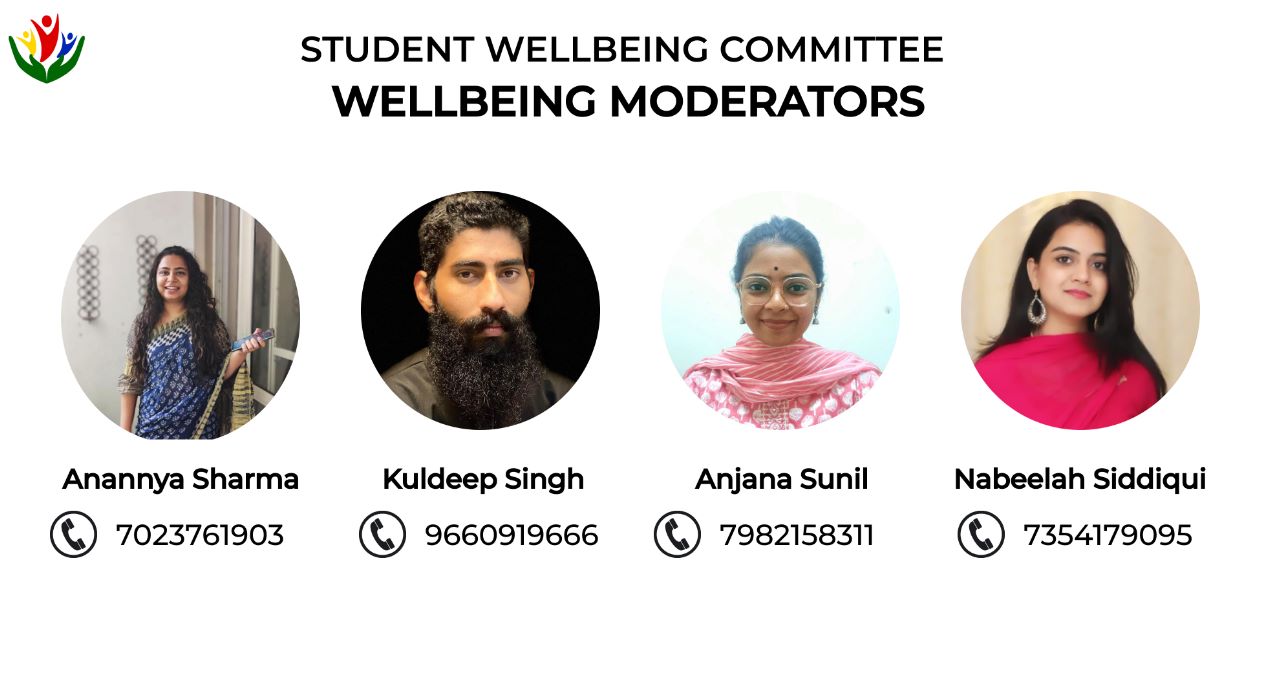 STUDENT WELLBEING COMMITTEE
WELLBEING MODERATORS
Anannya Sharma
7023761903
Kuldeep Singh
9660919666
Anjana Sunil
7982158311
Nabeelah Siddiqui
7354179095